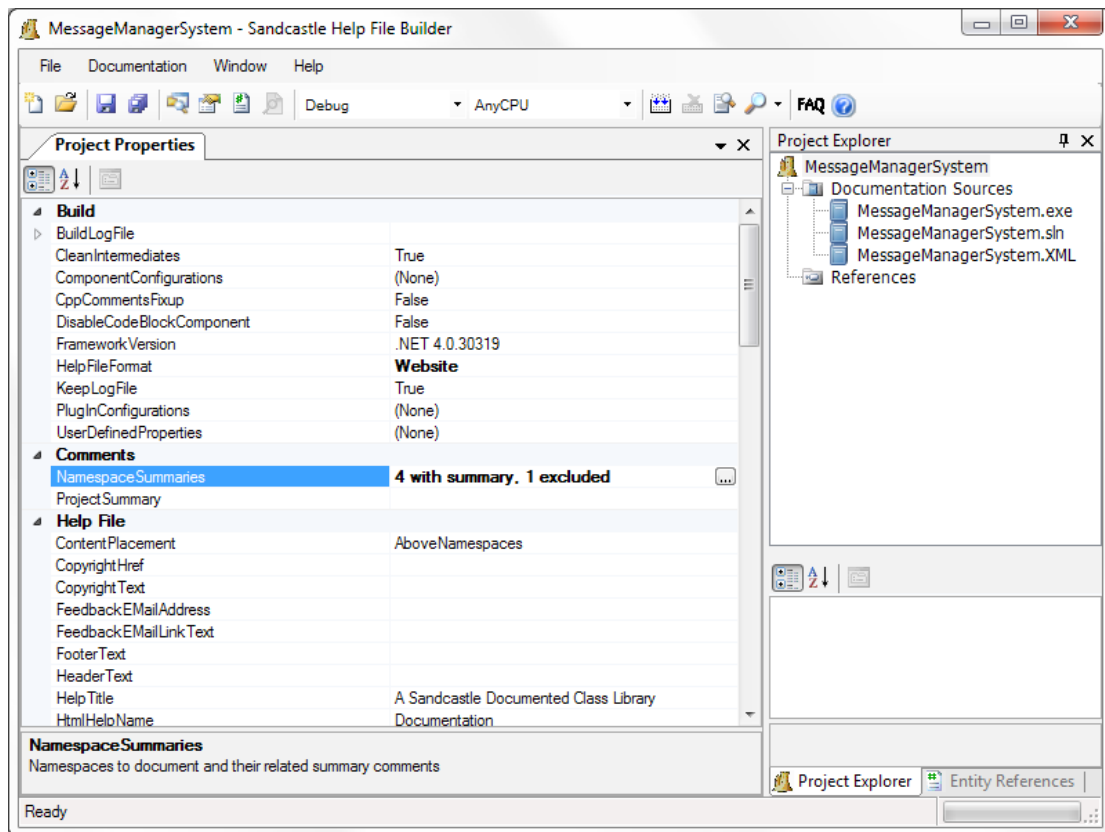 MessageManagerSystem - Sandcastle Help File Builder
File Documentation Window Help
Debug AnyCPU FAQ
Project Properties
Build
BuildLogFile
CleanIntermediates True
ComponentConfigurations (None)
CppCommentsFixup False
DisableCodeBlockComponent False
FrameworkVersion .NET 4.0.30319
HelpFileFormat Website
KeepLogFile True
PlugInConfigurations (None)
UserDefinedProperties (None)
Comments
NamespaceSummaries 4 with summary, 1 excluded ...
ProjectSummary
Help File
ContentPlacement AboveNamespaces
CopyrightHref
CopyrightText
FeedbackEMailAddress
FeedbackEMailLinkText
FooterText
HeaderText
HelpTitle A Sandcastle Documented Class Library
HtmlHelpName Documentation
NamespaceSummaries
Namespaces to document and their related summary comments
Project Explorer
MessageManagerSystem
Documentation Sources
MessageManagerSystem.exe
MessageManagerSystem.sln
MessageManagerSystem.XML
References
Project Explorer Entity References
Ready